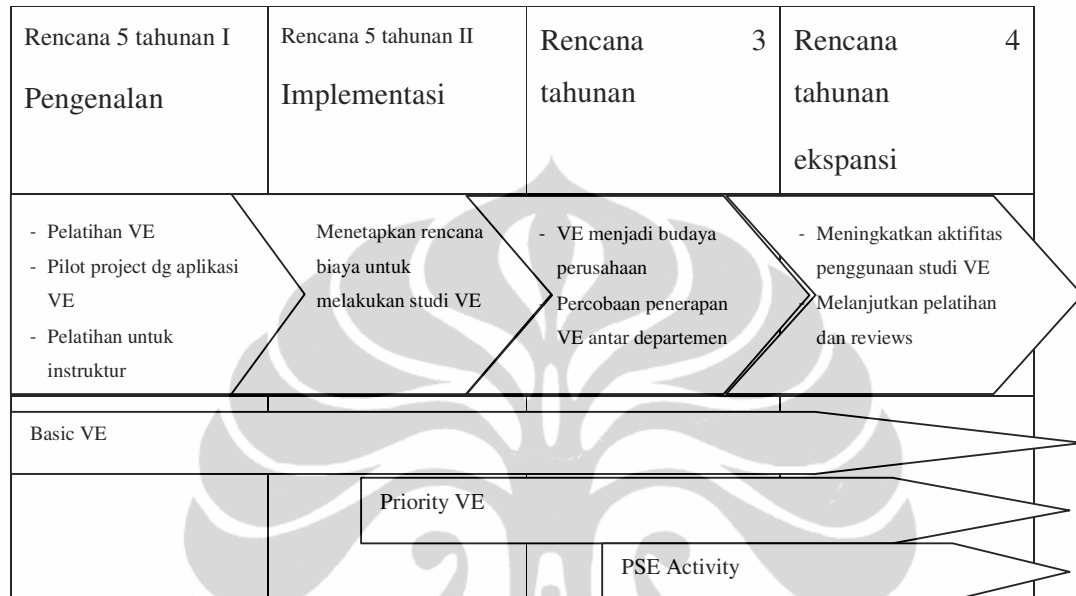 Rencana 5 tahunan I
Pengenalan
Rencana 5 tahunan II
Implementasi
Rencana 3
tahunan
Rencana 4
tahunan
ekspansi
- Pelatihan VE
- Pilot project dg aplikasi
VE
- Pelatihan untuk
instruktur
Menetapkan rencana
biaya untuk
melakukan studi VE
- VE menjadi budaya
perusahaan
- Percobaan penerapan
VE antar departemen
- Meningkatkan aktifitas
penggunaan studi VE
- Melanjutkan pelatihan
dan reviews
Basic VE
Priority VE
PSE Activity